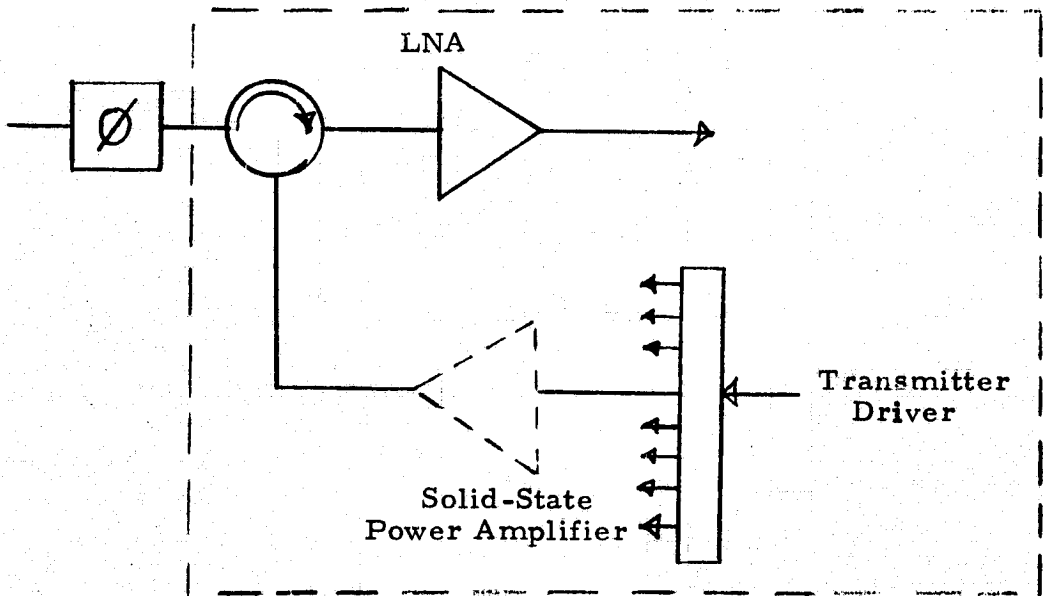 LNA
Ø
Transmitter
Driver
Solid-State
Power Amplifier